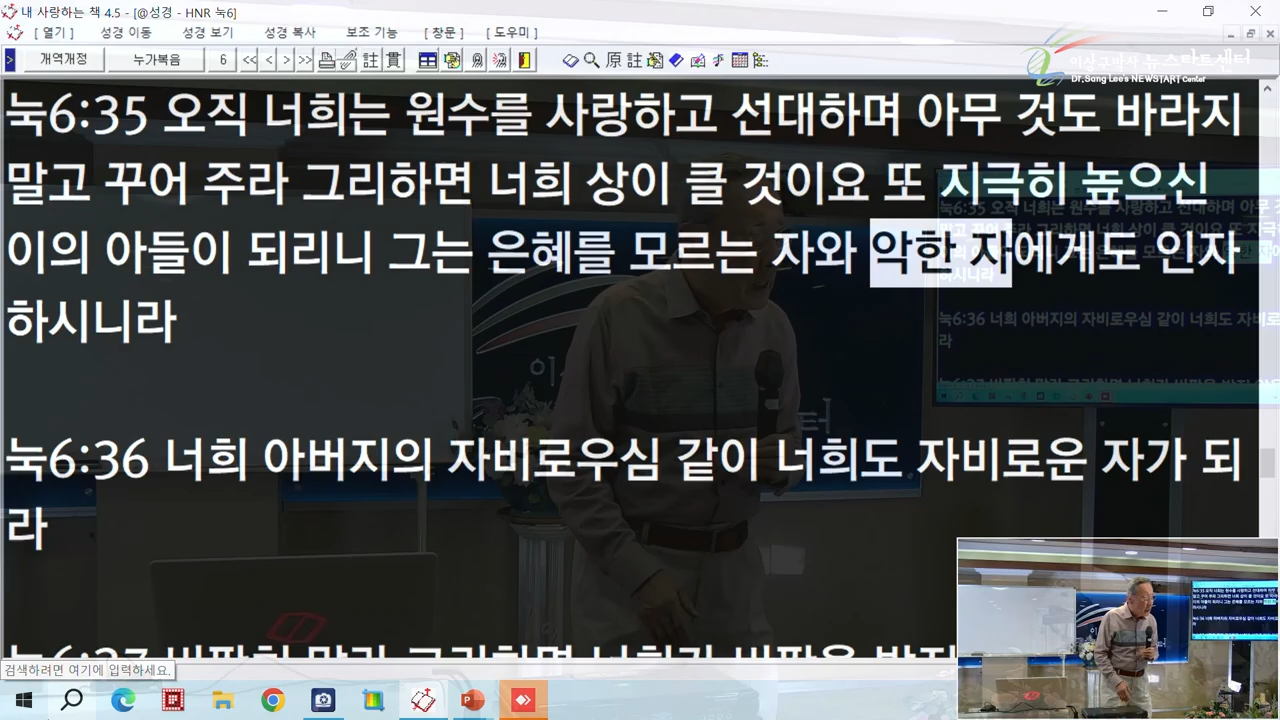 내 사랑하는 책 4.5 - [@성경 - HNR 눅6]
[ 열기 ] 성경 이동 성경 보기 성경 복사 보조 기능 [ 창문 ] [ 도우미 ]
개역개정 누가복음 6 << < > >> 註 貫 原 註
이상구박사 뉴스타트센터
Dr.Sang Lee's NEWSTART Center
눅6:35 오직 너희는 원수를 사랑하고 선대하며 아무 것도 바라지
말고 꾸어 주라 그리하면 너희 상이 클 것이요 또 지극히 높으신
이의 아들이 되리니 그는 은혜를 모르는 자와 악한 자에게도 인자
하시니라
눅6:36 너희 아버지의 자비로우심 같이 너희도 자비로운 자가 되
라
검색하려면 여기에 입력하세요.